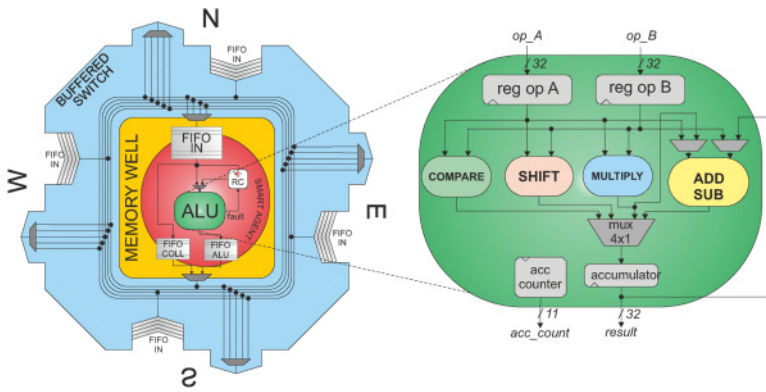 N
FIFO
IN
FIFO
IN
BUFFERED
SWITCH
FIFO
IN
W
MEMORY WELL
FIFO
IN
RC
SMART AGENT
ALU
fault
FIFO
COLL
FIFO
ALU
E
FIFO
IN
FIFO
IN
S
op_A
op_B
32
32
reg op A
reg op B
COMPARE
SHIFT
MULTIPLY
ADD
SUB
mux
4x1
acc
counter
accumulator
11
32
acc_count
result